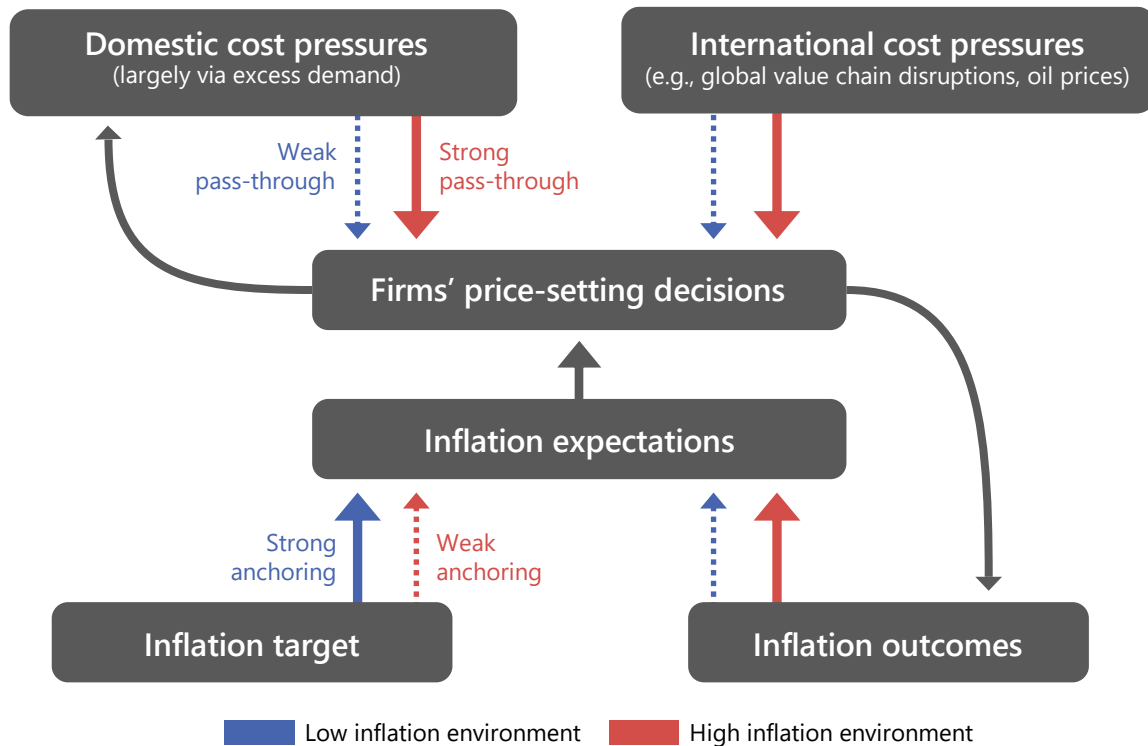 Domestic cost pressures
(largely via excess demand)
International cost pressures
(e.g., global value chain disruptions, oil prices)
Weak
pass-through
Strong
pass-through
Firms’ price-setting decisions
Inflation expectations
Strong
anchoring
Weak
anchoring
Inflation target
Inflation outcomes
Low inflation environment
High inflation environment